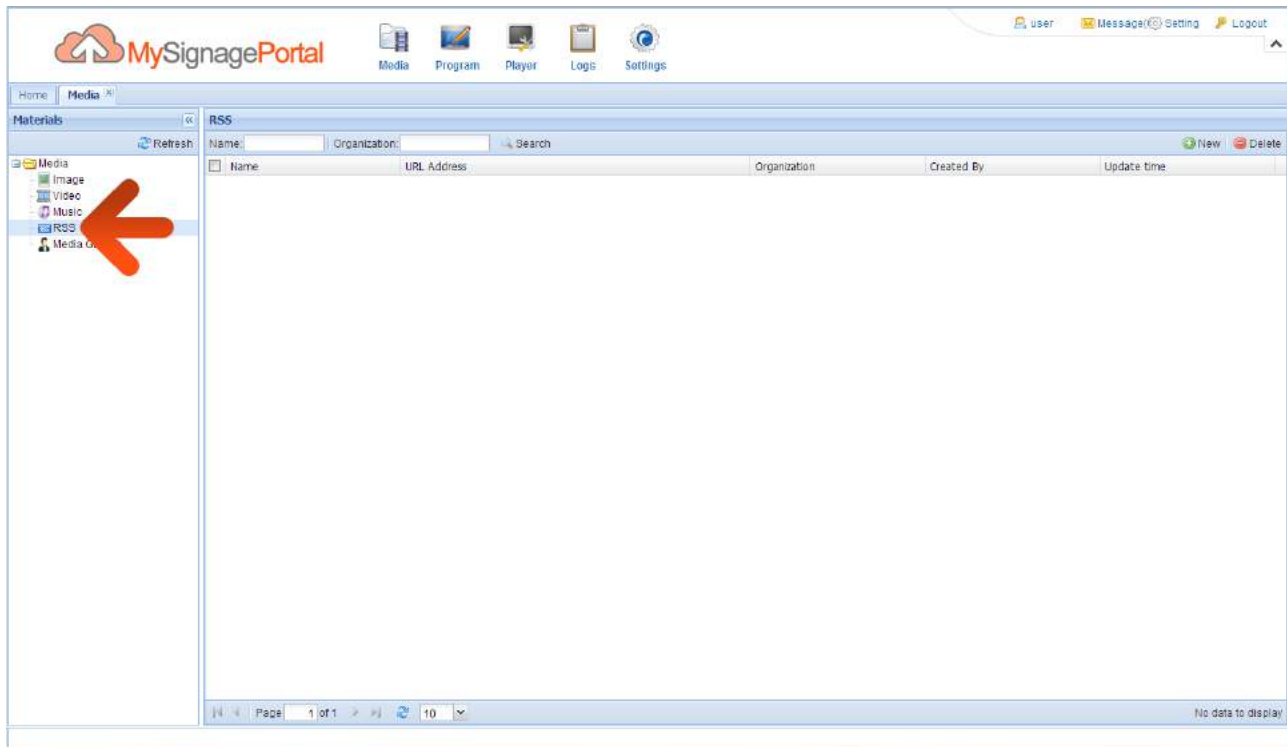 user Message( Setting Logout
MySignagePortal
Media Program Player Logs Settings
Home Media
Materials
RSS
Refresh
Name: Organization: Search New Delete
Media
Image
Video
Music
RSS
Media
Name URL Address Organization Created By Update time
Page 1 of 1 10 No data to display